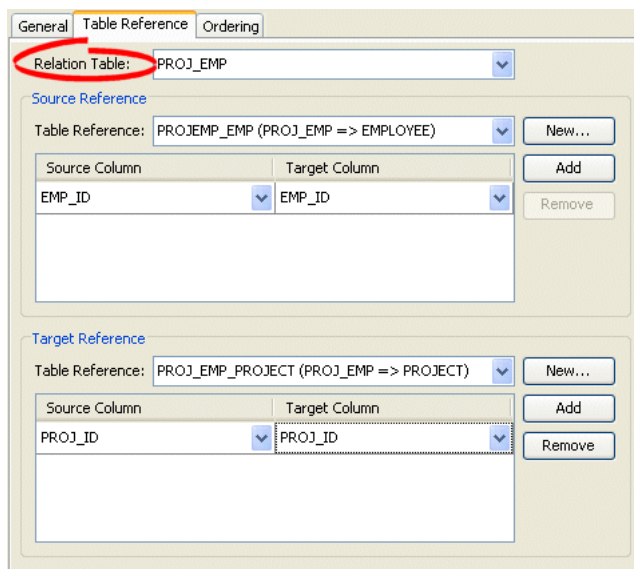 General Table Reference Ordering
Relation Table: PROJ_EMP
Source Reference
Table Reference: PROJEMP_EMP (PROJ_EMP => EMPLOYEE) New...
Source Column Target Column Add
EMP_ID EMP_ID Remove
Target Reference
Table Reference: PROJ_EMP_PROJECT (PROJ_EMP => PROJECT) New...
Source Column Target Column Add
PROJ_ID PROJ_ID Remove